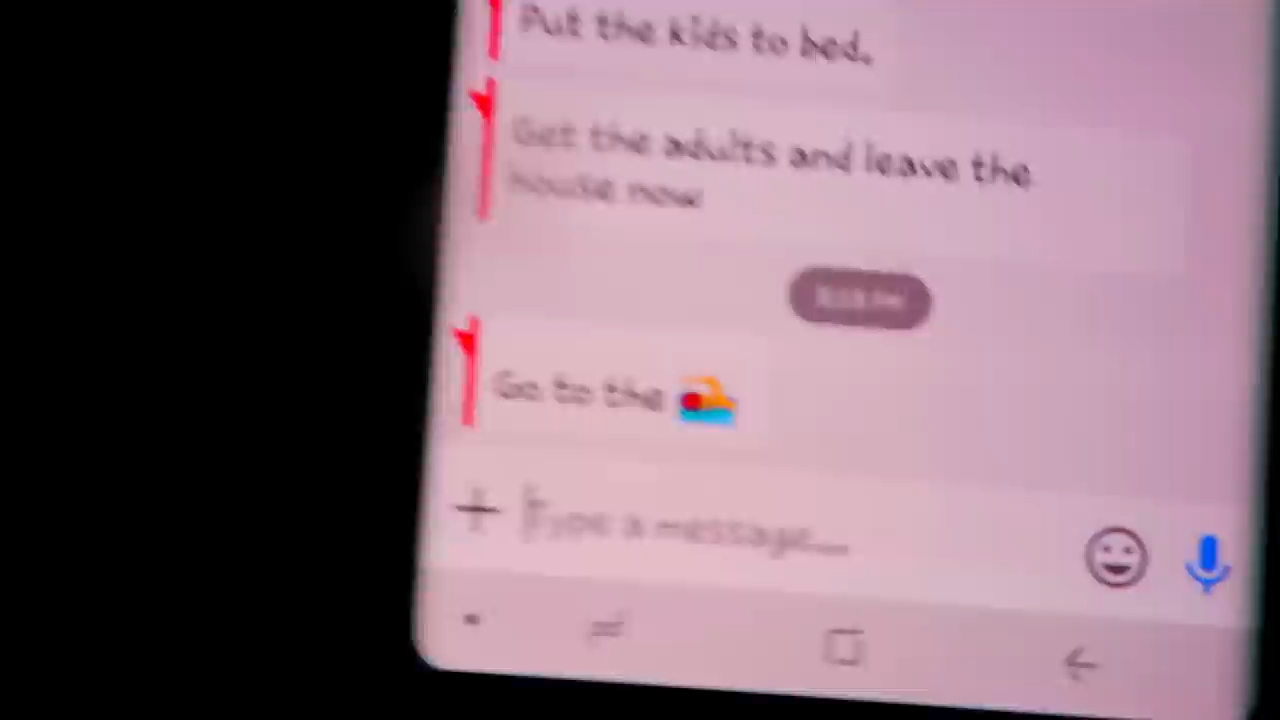 Put the kids to bed.
Get the adults and leave the
house now
Go to the
Type a message...